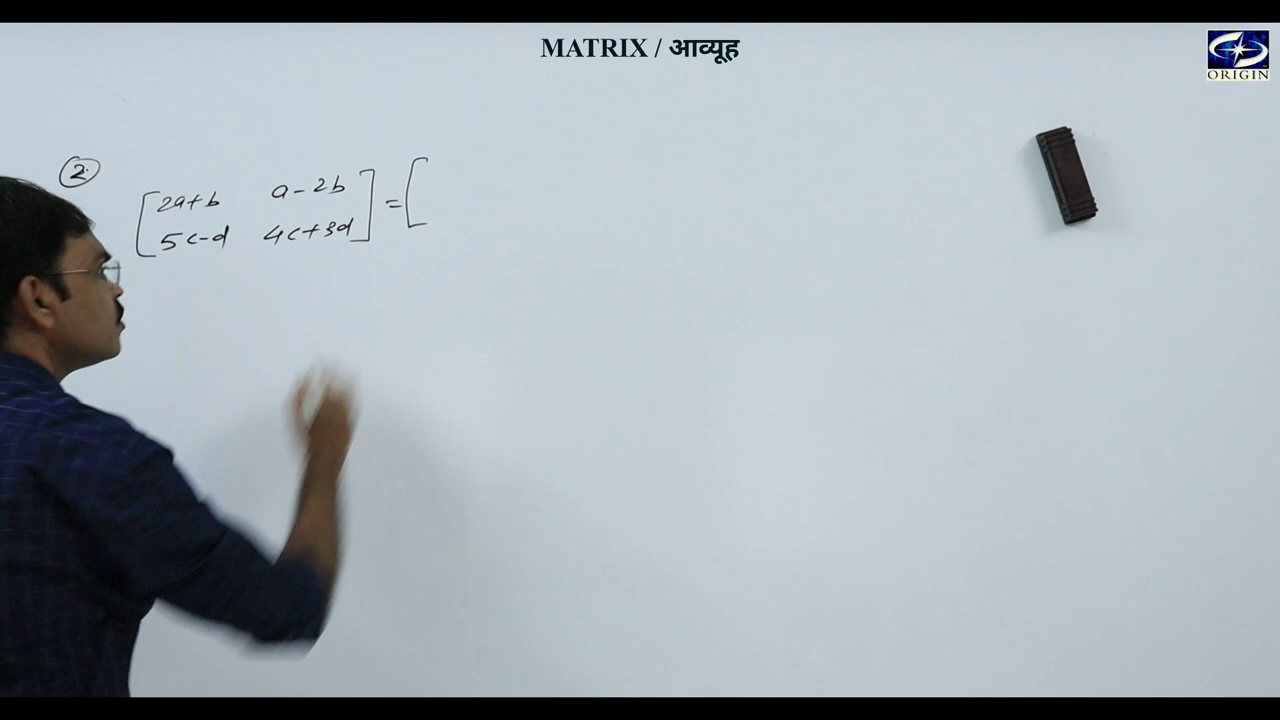 MATRIX / आव्यूह
ORIGIN
2.
[2a+b a-2b
5c-d 4c+3d] = [